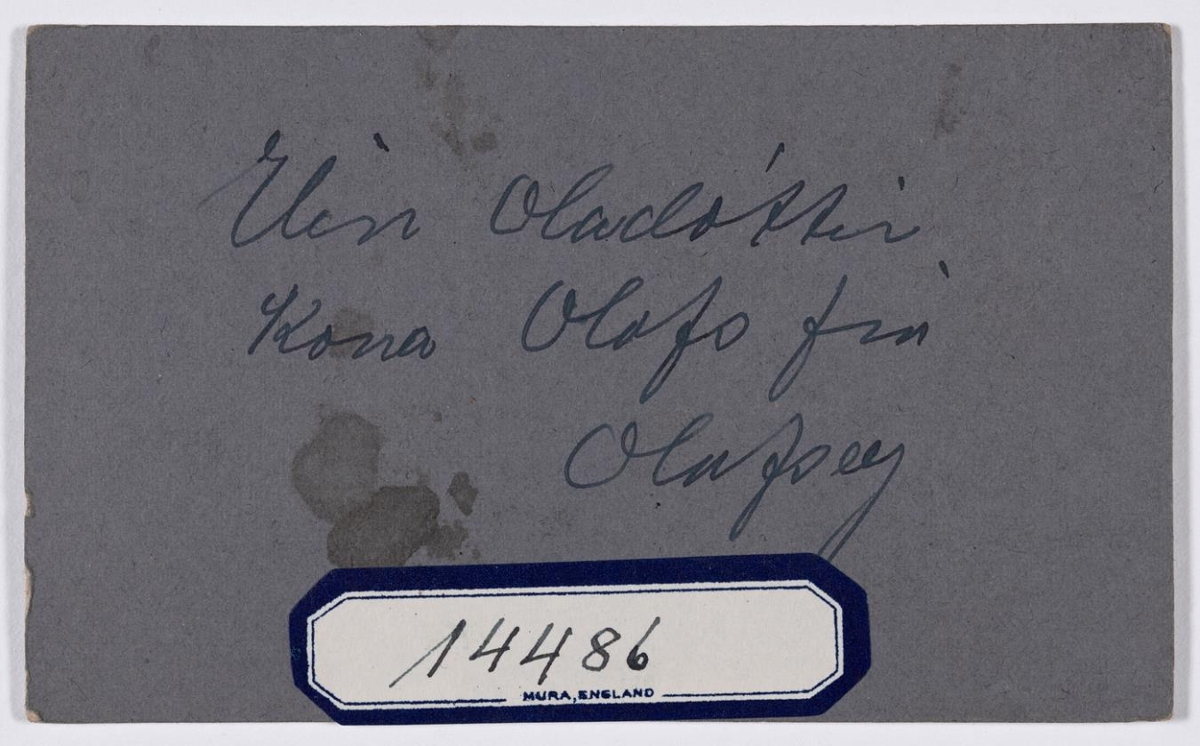 Elín Oladóttir
Kona Olafs frá
Olafsey
14486
MURA, ENGLAND